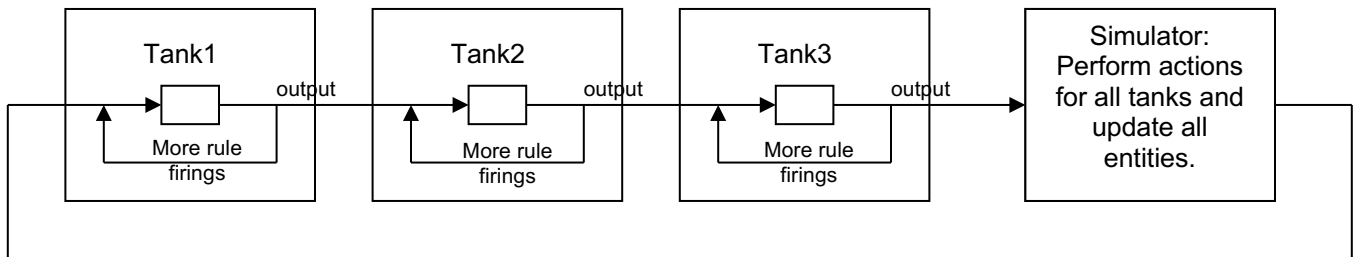 Tank1
output
More rule
firings
Tank2
output
More rule
firings
Tank3
output
More rule
firings
Simulator:
Perform actions
for all tanks and
update all
entities.